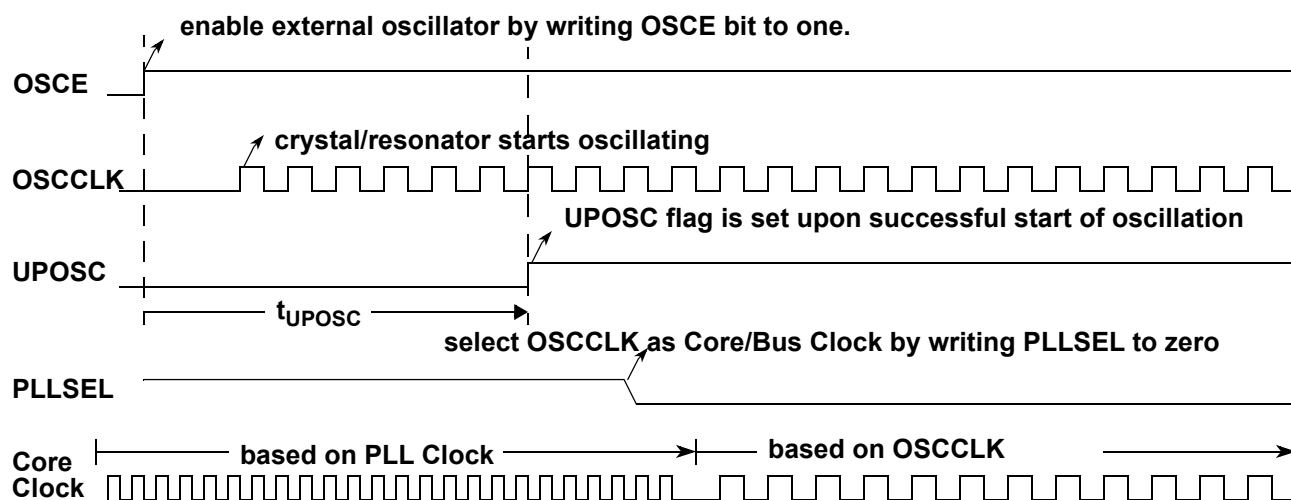 enable external oscillator by writing OSCE bit to one.
OSCE
crystal/resonator starts oscillating
OSCCLK
UPOSC flag is set upon successful start of oscillation
UPOSC
tUPOSC
select OSCCLK as Core/Bus Clock by writing PLLSEL to zero
PLLSEL
based on PLL Clock
based on OSCCLK
Core
Clock